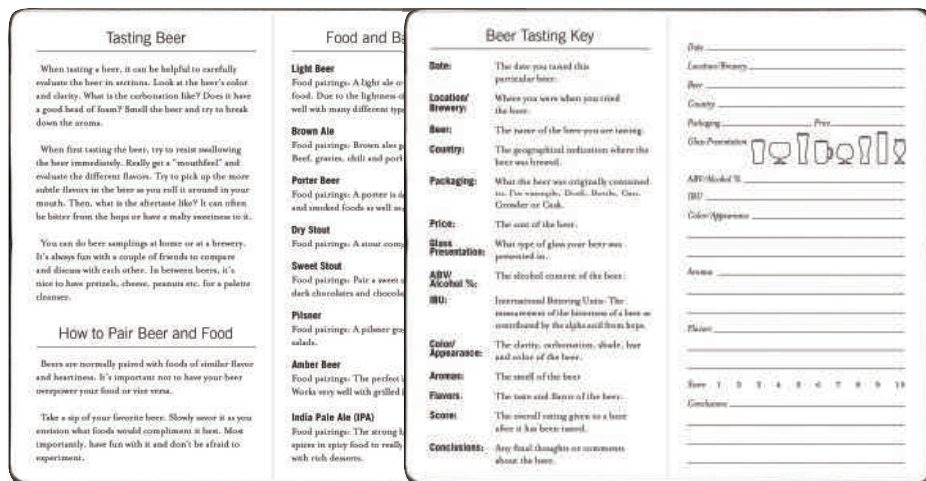 Tasting Beer
When tasting a beer, it can be helpful to carefully
evaluate the beer in sections. Look at the beer's color
and clarity. What is the carbonation like? Does it have
a good head of foam? Smell the beer and try to break
down the aroma.
When first tasting the beer, try to resist swallowing
the beer immediately. Really get a "mouthfeel" and
evaluate the different flavors. Try to pick up the more
subtle flavors in the beer as you roll it around in your
mouth. Then, what is the aftertaste like? It can often
be bitter from the hops or have a malty sweetness to it.
You can do beer samplings at home or at a brewery.
It's always fun with a couple of friends to compare
and discuss with each other. In between beers, it's
nice to have pretzels, cheese, peanuts etc. for a palette
cleanser.
How to Pair Beer and Food
Beers are normally paired with foods of similar flavor
and heartiness. It's important not to have your beer
overpower your food or vice versa.
Take a sip of your favorite beer. Slowly savor it as you
envision what foods would compliment it best. Most
importantly, have fun with it and don't be afraid to
experiment.
Food and B
Light Beer
Food pairings: A light ale o
food. Due to the lightness o
well with many different typ
Brown Ale
Food pairings: Brown ales p
Beef, gravies, chili and pork
Porter Beer
Food pairings: A porter is
and smoked foods as well as
Dry Stout
Food pairings: A stout com
Sweet Stout
Food pairings: Pair a sweet
dark chocolates and chocola
Pilsner
Food pairings: A pilsner go
salads.
Amber Beer
Food pairings: The perfect
Works very well with grilled
India Pale Ale (IPA)
Food pairings: The strong h
spices in spicy food to really
with rich desserts.
Beer Tasting Key
Date: The date you tasted this
particular beer.
Location/ Where you were when you tried
Brewery: the beer.
Beer: The name of the beer you are tasting.
Country: The geographical indication where the
beer was brewed.
Packaging: What the beer was originally contained
in. For example, Draft, Bottle, Can,
Growler or Cask.
Price: The cost of the beer.
Glass What type of glass your beer was
Presentation: presented in.
ABV/ The alcohol content of the beer.
Alcohol %:
IBU: International Bittering Units- The
measurement of the bitterness of a beer as
contributed by the alpha acid from hops.
Color/ The clarity, carbonation, shade, hue
Appearance: and color of the beer.
Aromas: The smell of the beer
Flavors: The taste and flavor of the beer.
Score: The overall rating given to a beer
after it has been tasted.
Conclusions: Any final thoughts or comments
about the beer.
Date
Location/Brewery
Beer
Country
Packaging Price
Glass Presentation
ABV/Alcohol %
IBU
Color/Appearance
Aromas
Flavors
Score 1 2 3 4 5 6 7 8 9 10
Conclusions